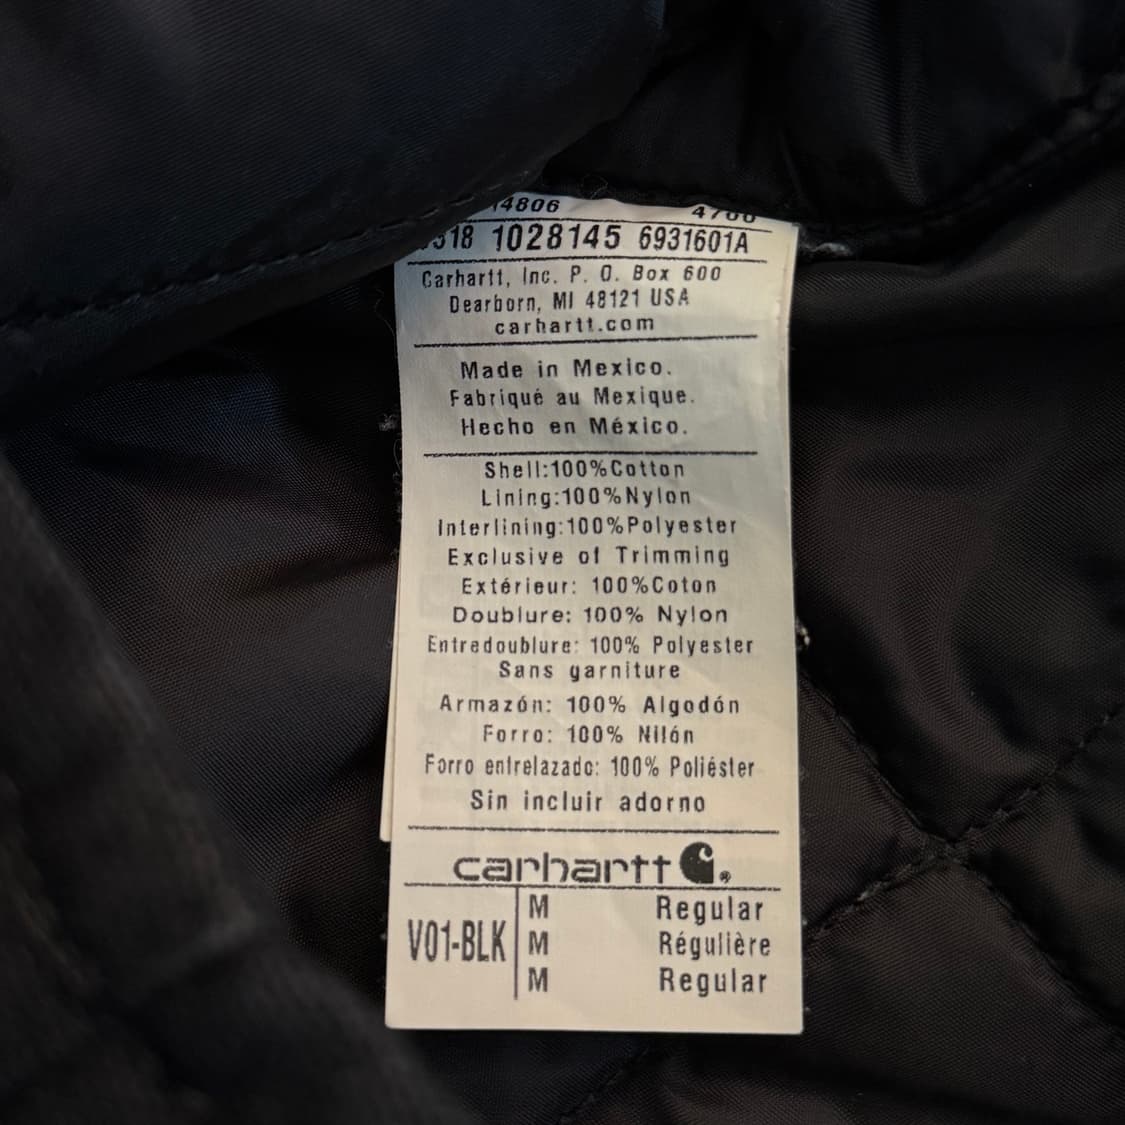 14806 4700
0318 1028145 6931601A
Carhartt, Inc. P. O. Box 600
Dearborn, MI 48121 USA
carhartt.com
Made in Mexico.
Fabriqué au Mexique.
Hecho en México.
Shell:100%Cotton
Lining:100%Nylon
Interlining:100%Polyester
Exclusive of Trimming
Extérieur: 100%Coton
Doublure: 100% Nylon
Entredoublure: 100% Polyester
Sans garniture
Armazón: 100% Algodón
Forro: 100% Nilón
Forro entrelazado: 100% Poliéster
Sin incluir adorno
carhartt
V01-BLK
M Regular
M Régulière
M Regular